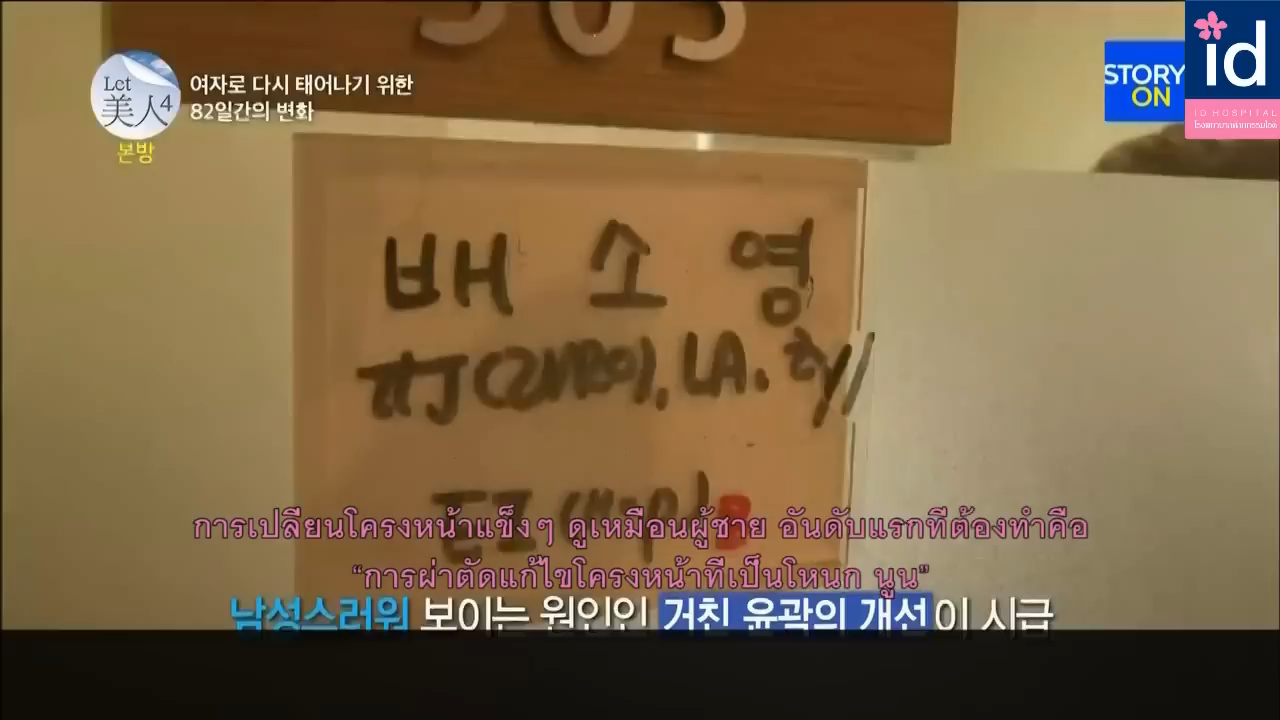 여자로 다시 태어나기 위한
82일간의 변화
Let 美人 4
본방
STORY ON
id
ID HOSPITAL
배 소 영
LA.
การเปลี่ยนโครงหน้าแข็งๆ ดูเหมือนผู้ชาย อันดับแรกที่ต้องทำคือ
“การผ่าตัดแก้ไขโครงหน้าที่เป็นโหนก นูน”
남성스러워 보이는 원인인 거친 윤곽의 개선이 시급